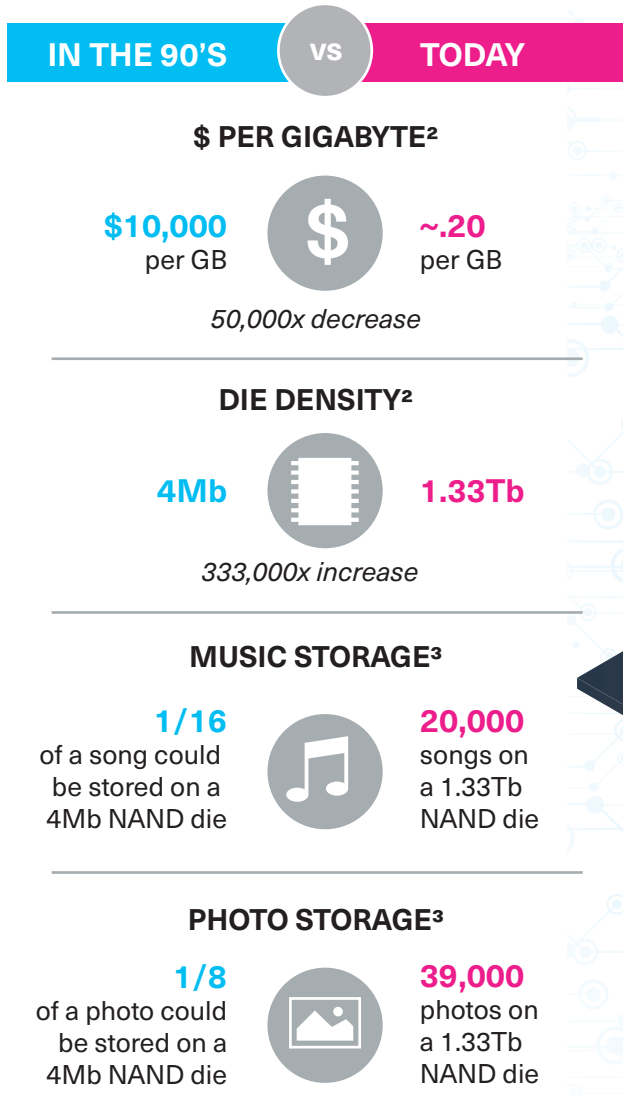 IN THE 90'S VS TODAY
$ PER GIGABYTE²
$10,000
per GB
$
~.20
per GB
50,000x decrease
DIE DENSITY²
4Mb
1.33Tb
333,000x increase
MUSIC STORAGE³
1/16
of a song could
be stored on a
4Mb NAND die
20,000
songs on
a 1.33Tb
NAND die
PHOTO STORAGE³
1/8
of a photo could
be stored on a
4Mb NAND die
39,000
photos on
a 1.33Tb
NAND die